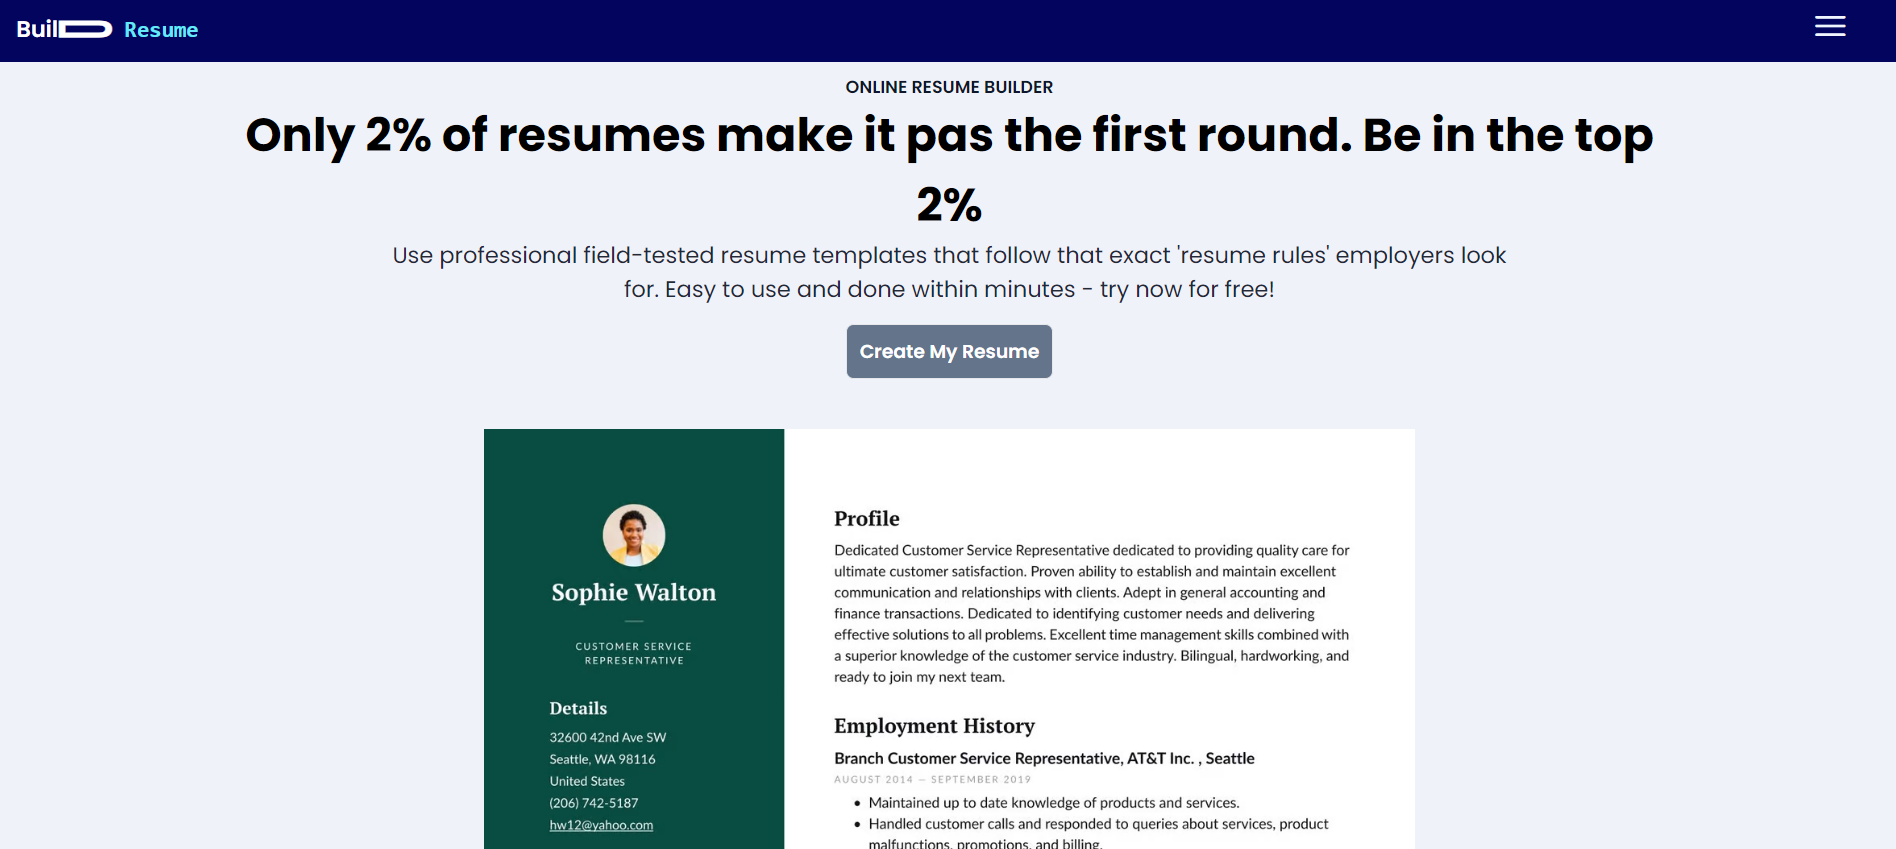 BuilD Resume
ONLINE RESUME BUILDER
Only 2% of resumes make it pas the first round. Be in the top
2%
Use professional field-tested resume templates that follow that exact 'resume rules' employers look
for. Easy to use and done within minutes - try now for free!
Create My Resume
Sophie Walton
CUSTOMER SERVICE
REPRESENTATIVE
Details
32600 42nd Ave SW
Seattle, WA 98116
United States
(206) 742-5187
hw12@yahoo.com
Profile
Dedicated Customer Service Representative dedicated to providing quality care for
ultimate customer satisfaction. Proven ability to establish and maintain excellent
communication and relationships with clients. Adept in general accounting and
finance transactions. Dedicated to identifying customer needs and delivering
effective solutions to all problems. Excellent time management skills combined with
a superior knowledge of the customer service industry. Bilingual, hardworking, and
ready to join my next team.
Employment History
Branch Customer Service Representative, AT&T Inc. , Seattle
AUGUST 2014 — SEPTEMBER 2019
• Maintained up to date knowledge of products and services.
• Handled customer calls and responded to queries about services, product
malfunctions, promotions, and billing.